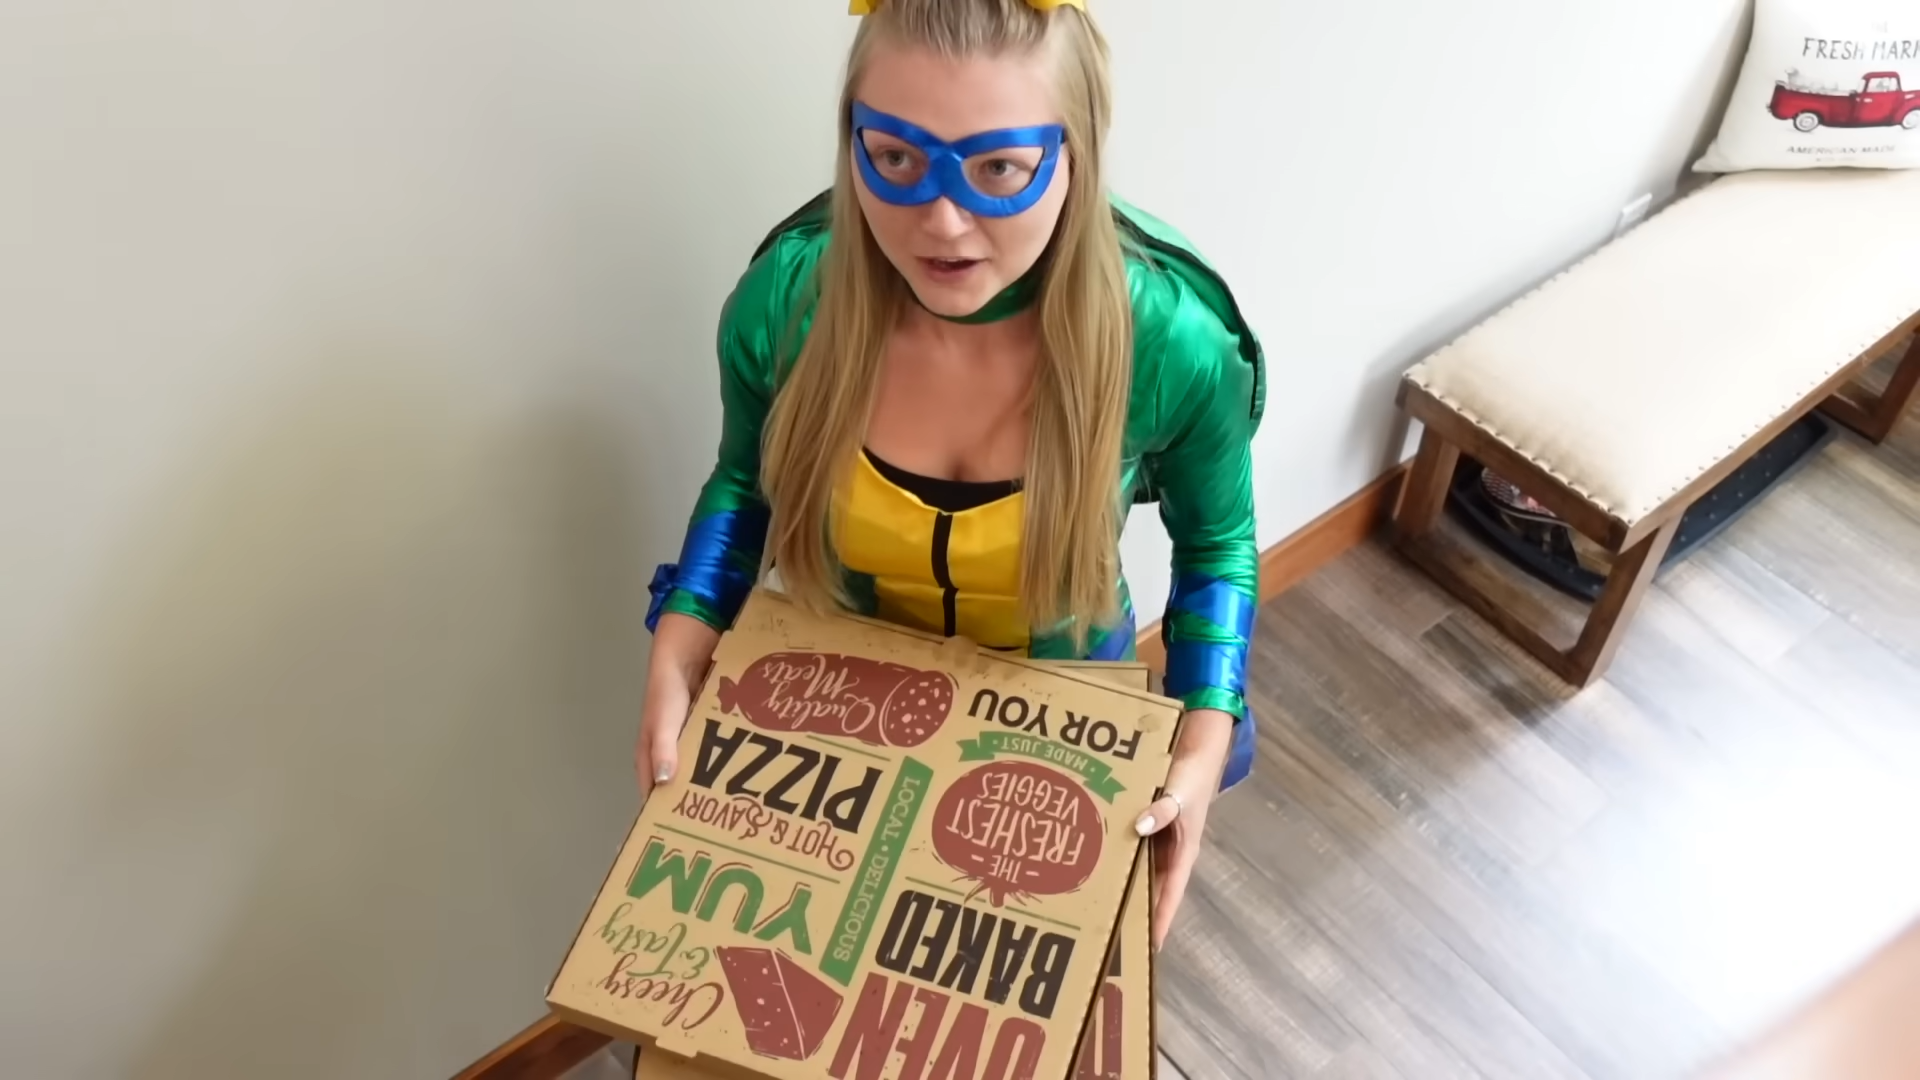 FRESH MARK
AMERICAN MADE
OVEN
BAKED
THE
FRESHEST
VEGGIES
MADE JUST
FOR YOU
LOCAL • DELICIOUS
Cheesy
& Tasty
YUM
HOT & SAVORY
PIZZA
Quality
Meats